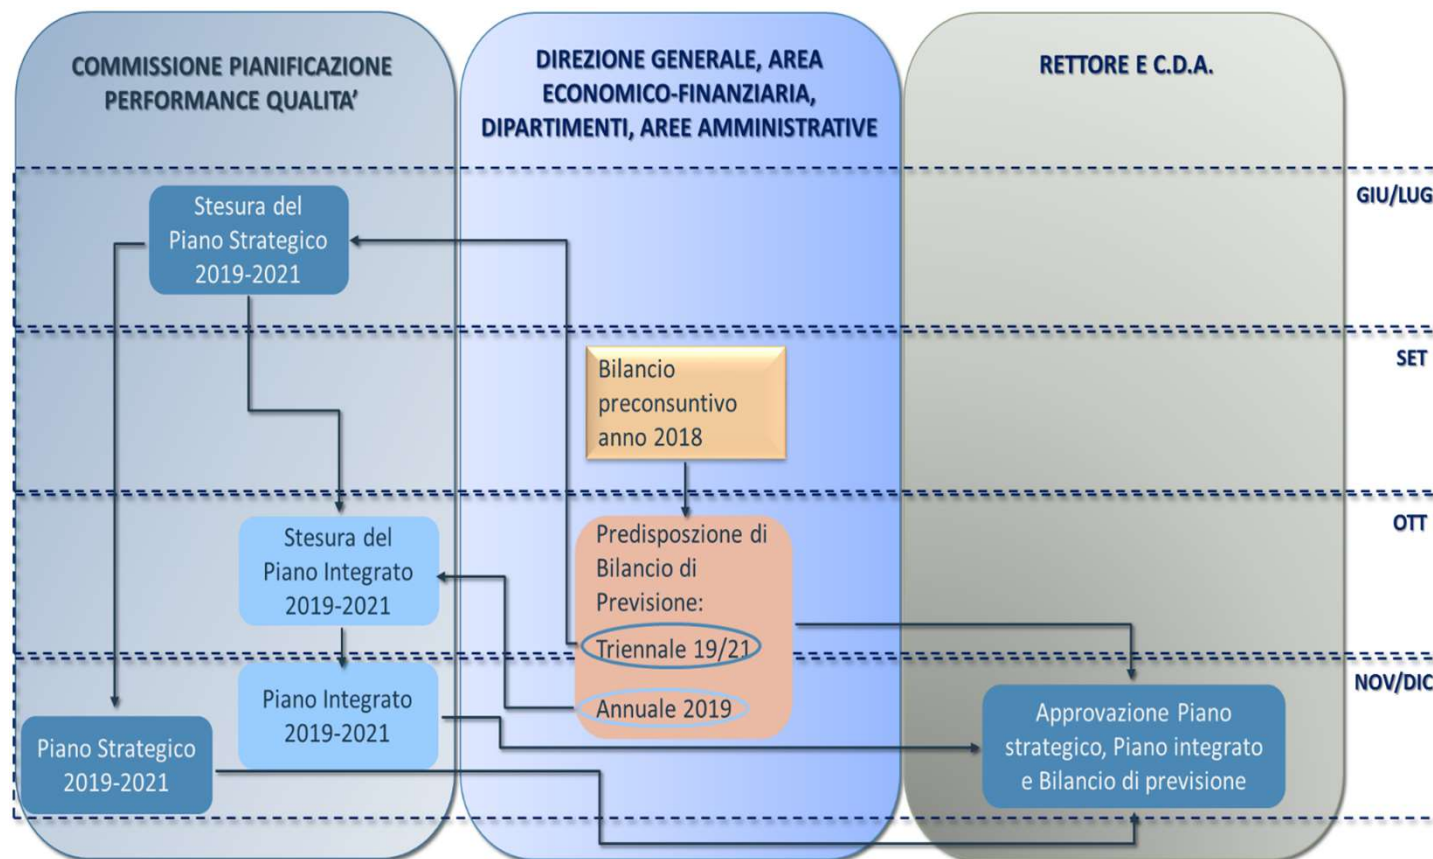 COMMISSIONE PIANIFICAZIONE
PERFORMANCE QUALITA’
DIREZIONE GENERALE, AREA
ECONOMICO-FINANZIARIA,
DIPARTIMENTI, AREE AMMINISTRATIVE
RETTORE E C.D.A.
GIU/LUG
Stesura del
Piano Strategico
2019-2021
SET
Bilancio
preconsuntivo
anno 2018
OTT
Stesura del
Piano Integrato
2019-2021
Predisposzione di
Bilancio di
Previsione:
Triennale 19/21
Annuale 2019
NOV/DIC
Piano Integrato
2019-2021
Piano Strategico
2019-2021
Approvazione Piano
strategico, Piano integrato
e Bilancio di previsione